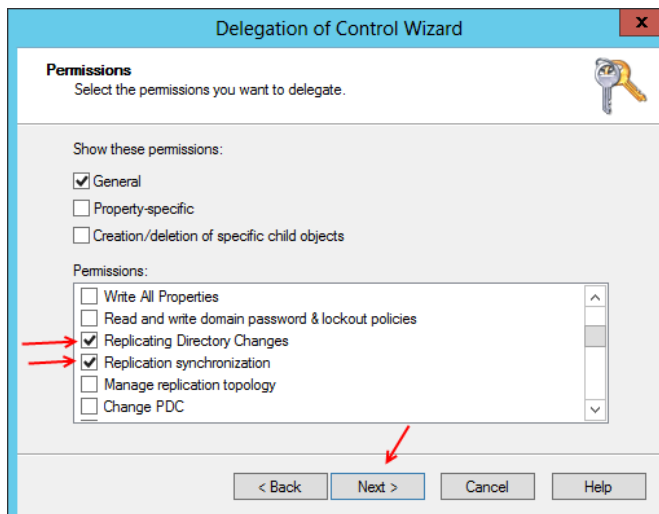 Delegation of Control Wizard
x
Permissions
Select the permissions you want to delegate.
Show these permissions:
General
Property-specific
Creation/deletion of specific child objects
Permissions:
Write All Properties
Read and write domain password & lockout policies
Replicating Directory Changes
Replication synchronization
Manage replication topology
Change PDC
< Back Next > Cancel Help